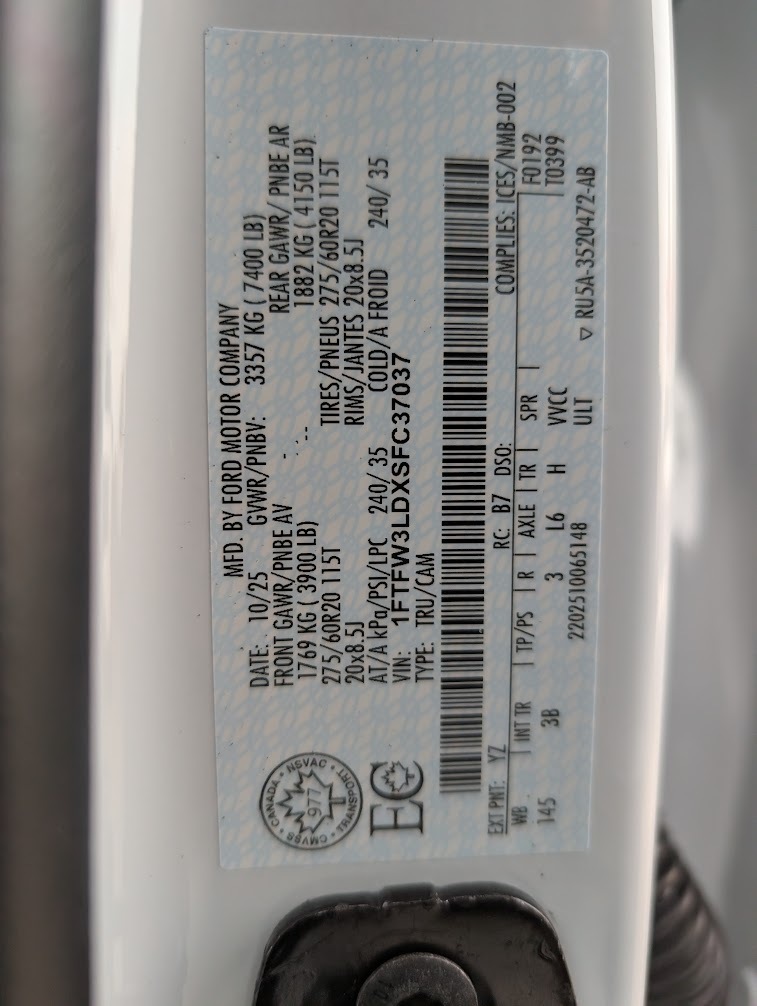 MFD. BY FORD MOTOR COMPANY
DATE: 10/25 GVWR/PNBV: 3357 KG ( 7400 LB)
FRONT GAWR/PNBE AV REAR GAWR/ PNBE AR
1769 KG ( 3900 LB) 1882 KG ( 4150 LB)
275/60R20 115T TIRES/PNEUS 275/60R20 115T
20x8.5J RIMS/JANTES 20x8.5J
AT/A kPa/PSI/LPC 240/ 35 COLD/A FROID 240/ 35
VIN: 1FTFW3LDXSFC37037
TYPE: TRU/CAM
CANADA · NSVAC · TRANSPORT · CMVSS
977
EC
EXT PNT: YZ RC: B7 DSO: COMPLIES: ICES/NMB-002
WB INT TR TP/PS R AXLE TR SPR F0192
145 3B 3 L6 H VVCC T0399
ULT
2202510065148 ▽ RU5A-3520472-AB